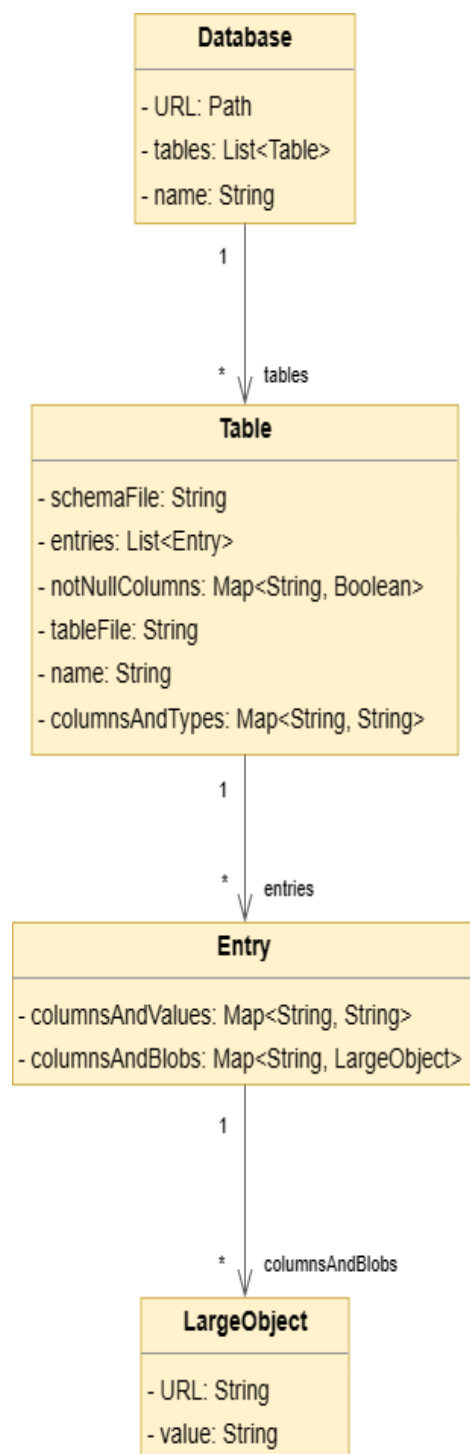 Database
- URL: Path
- tables: List<Table>
- name: String
1
* tables
Table
- schemaFile: String
- entries: List<Entry>
- notNullColumns: Map<String, Boolean>
- tableFile: String
- name: String
- columnsAndTypes: Map<String, String>
1
* entries
Entry
- columnsAndValues: Map<String, String>
- columnsAndBlobs: Map<String, LargeObject>
1
* columnsAndBlobs
LargeObject
- URL: String
- value: String